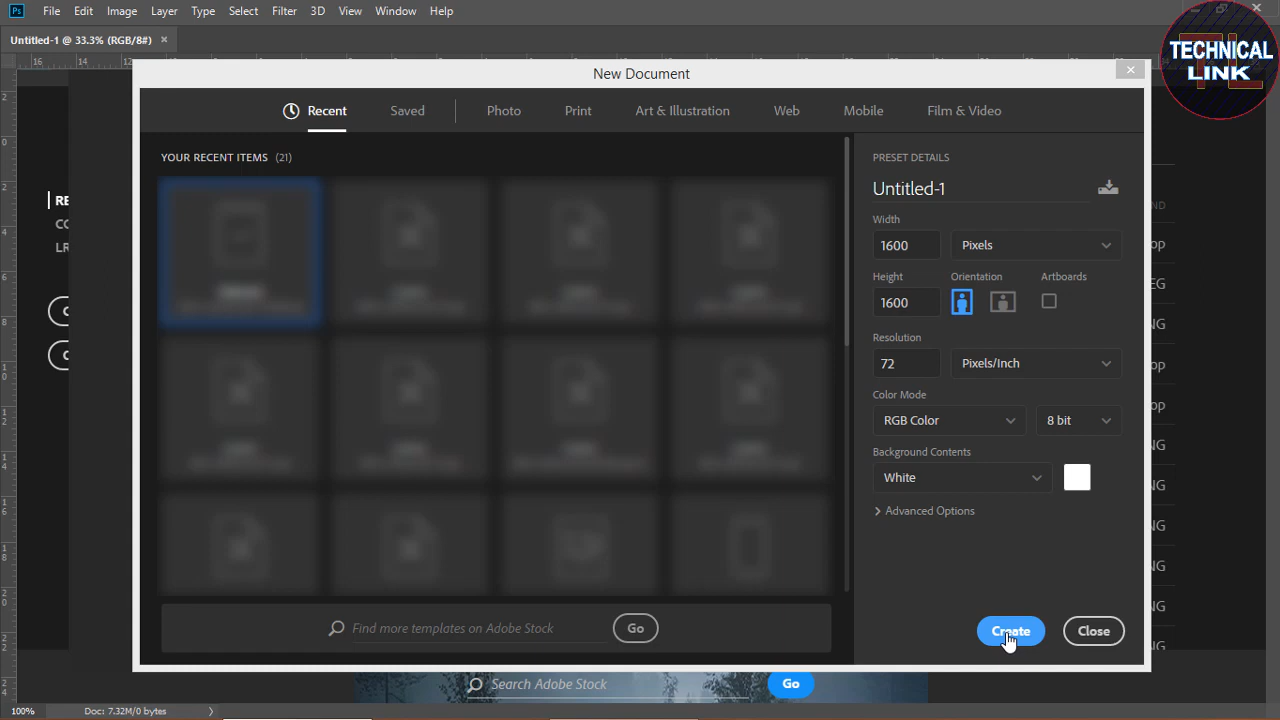 Ps File Edit Image Layer Type Select Filter 3D View Window Help
Untitled-1 @ 33.3% (RGB/8#) ×
TECHNICAL
LINK
New Document
Recent Saved Photo Print Art & Illustration Web Mobile Film & Video
YOUR RECENT ITEMS (21)
PRESET DETAILS
Untitled-1
Width
1600 Pixels
Height Orientation Artboards
1600
Resolution
72 Pixels/Inch
Color Mode
RGB Color 8 bit
Background Contents
White
Advanced Options
Find more templates on Adobe Stock Go
Create Close
Search Adobe Stock Go
100% Doc: 7.32M/0 bytes